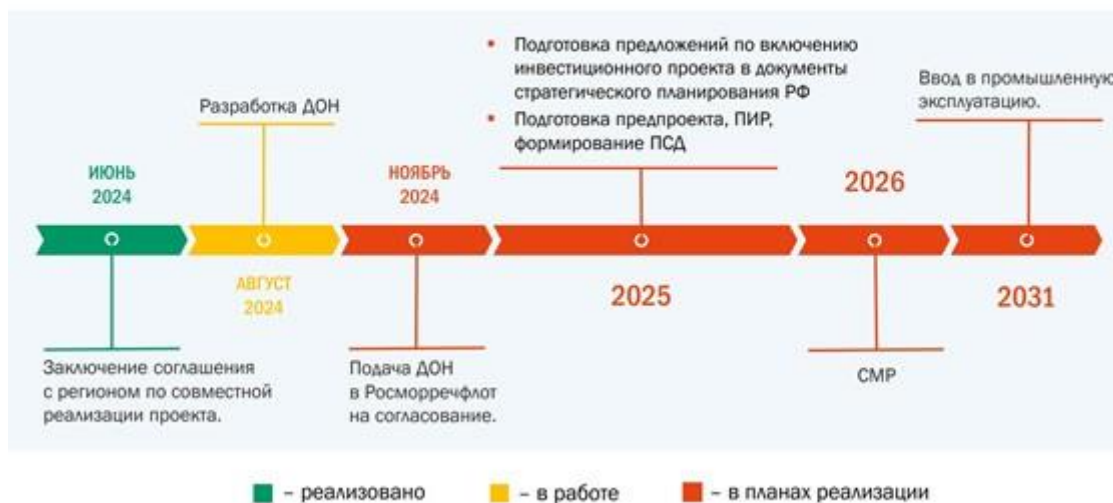 • Подготовка предложений по включению
инвестиционного проекта в документы
стратегического планирования РФ
• Подготовка предпроекта, ПИР,
формирование ПСД
Ввод в промышленную
эксплуатацию.
Разработка ДОН
ИЮНЬ
2024
НОЯБРЬ
2024
2026
АВГУСТ
2024
2025
2031
Заключение соглашения
с регионом по совместной
реализации проекта.
Подача ДОН
в Росморречфлот
на согласование.
СМР
– реализовано
– в работе
– в планах реализации